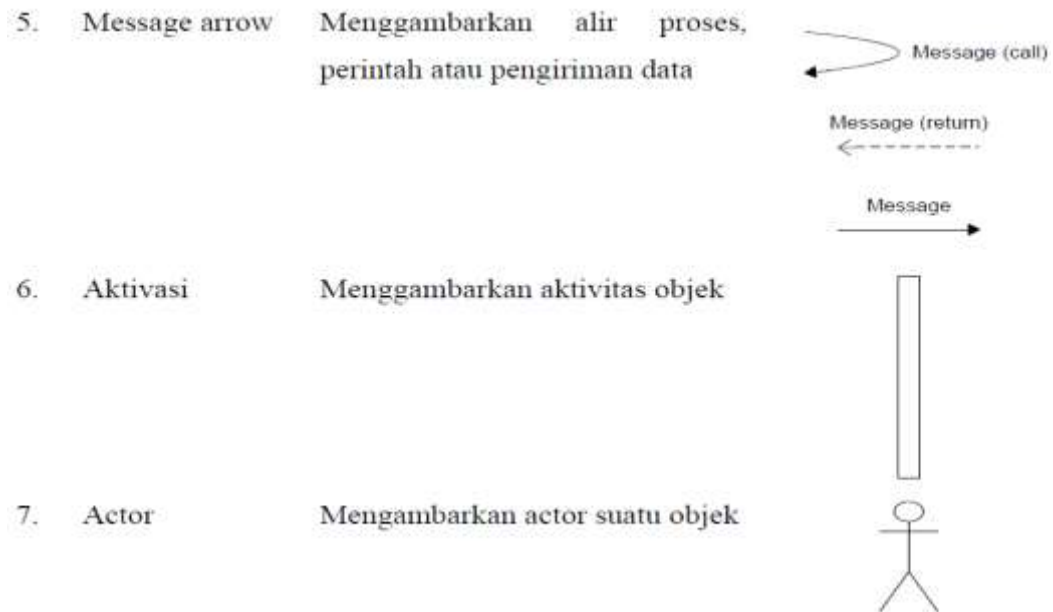 5. Message arrow Menggambarkan alir proses, Message (call)
perintah atau pengiriman data
Message (return)
Message
6. Aktivasi Menggambarkan aktivitas objek
7. Actor Mengambarkan actor suatu objek